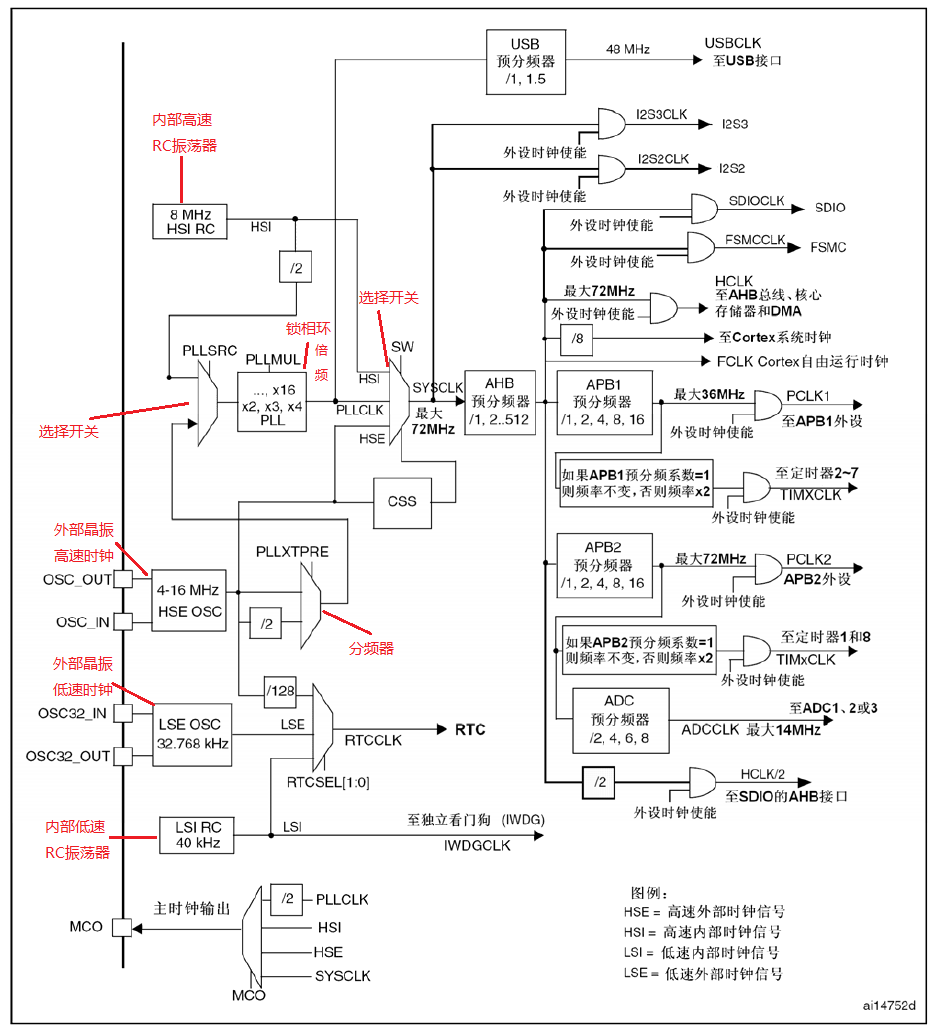 USB
预分频器
/1, 1.5
48 MHz
USBCLK
至USB接口
内部高速
RC振荡器
I2S3CLK
I2S3
外设时钟使能
I2S2CLK
I2S2
外设时钟使能
8 MHz
HSI RC
HSI
SDIOCLK
SDIO
外设时钟使能
FSMCCLK
FSMC
外设时钟使能
/2
HCLK
最大72MHz
至AHB总线、核心
存储器和DMA
外设时钟使能
选择开关
锁相环
倍
频
/8
至Cortex系统时钟
PLLSRC
PLLMUL
SW
FCLK Cortex自由运行时钟
..., x16
x2, x3, x4
PLL
HSI
PLLCLK
HSE
SYSCLK
最大
72MHz
AHB
预分频器
/1, 2..512
APB1
预分频器
/1, 2, 4, 8, 16
最大36MHz
PCLK1
至APB1外设
外设时钟使能
选择开关
如果APB1预分频系数=1
则频率不变，否则频率x2
至定时器2~7
TIMXCLK
外设时钟使能
CSS
外部晶振
高速时钟
PLLXTPRE
OSC_OUT
OSC_IN
4-16 MHz
HSE OSC
/2
分频器
APB2
预分频器
/1, 2, 4, 8, 16
最大72MHz
PCLK2
APB2外设
外设时钟使能
如果APB2预分频系数=1
则频率不变，否则频率x2
至定时器1和8
TIMxCLK
外设时钟使能
外部晶振
低速时钟
/128
OSC32_IN
OSC32_OUT
LSE OSC
32.768 kHz
LSE
RTCCLK
RTC
RTCSEL[1:0]
ADC
预分频器
/2, 4, 6, 8
至ADC1、2或3
ADCCLK 最大14MHz
/2
HCLK/2
至SDIO的AHB接口
外设时钟使能
内部低速
RC振荡器
LSI RC
40 kHz
LSI
至独立看门狗 (IWDG)
IWDGCLK
MCO
主时钟输出
/2
PLLCLK
HSI
HSE
SYSCLK
MCO
图例：
HSE = 高速外部时钟信号
HSI = 高速内部时钟信号
LSI = 低速内部时钟信号
LSE = 低速外部时钟信号
ai14752d